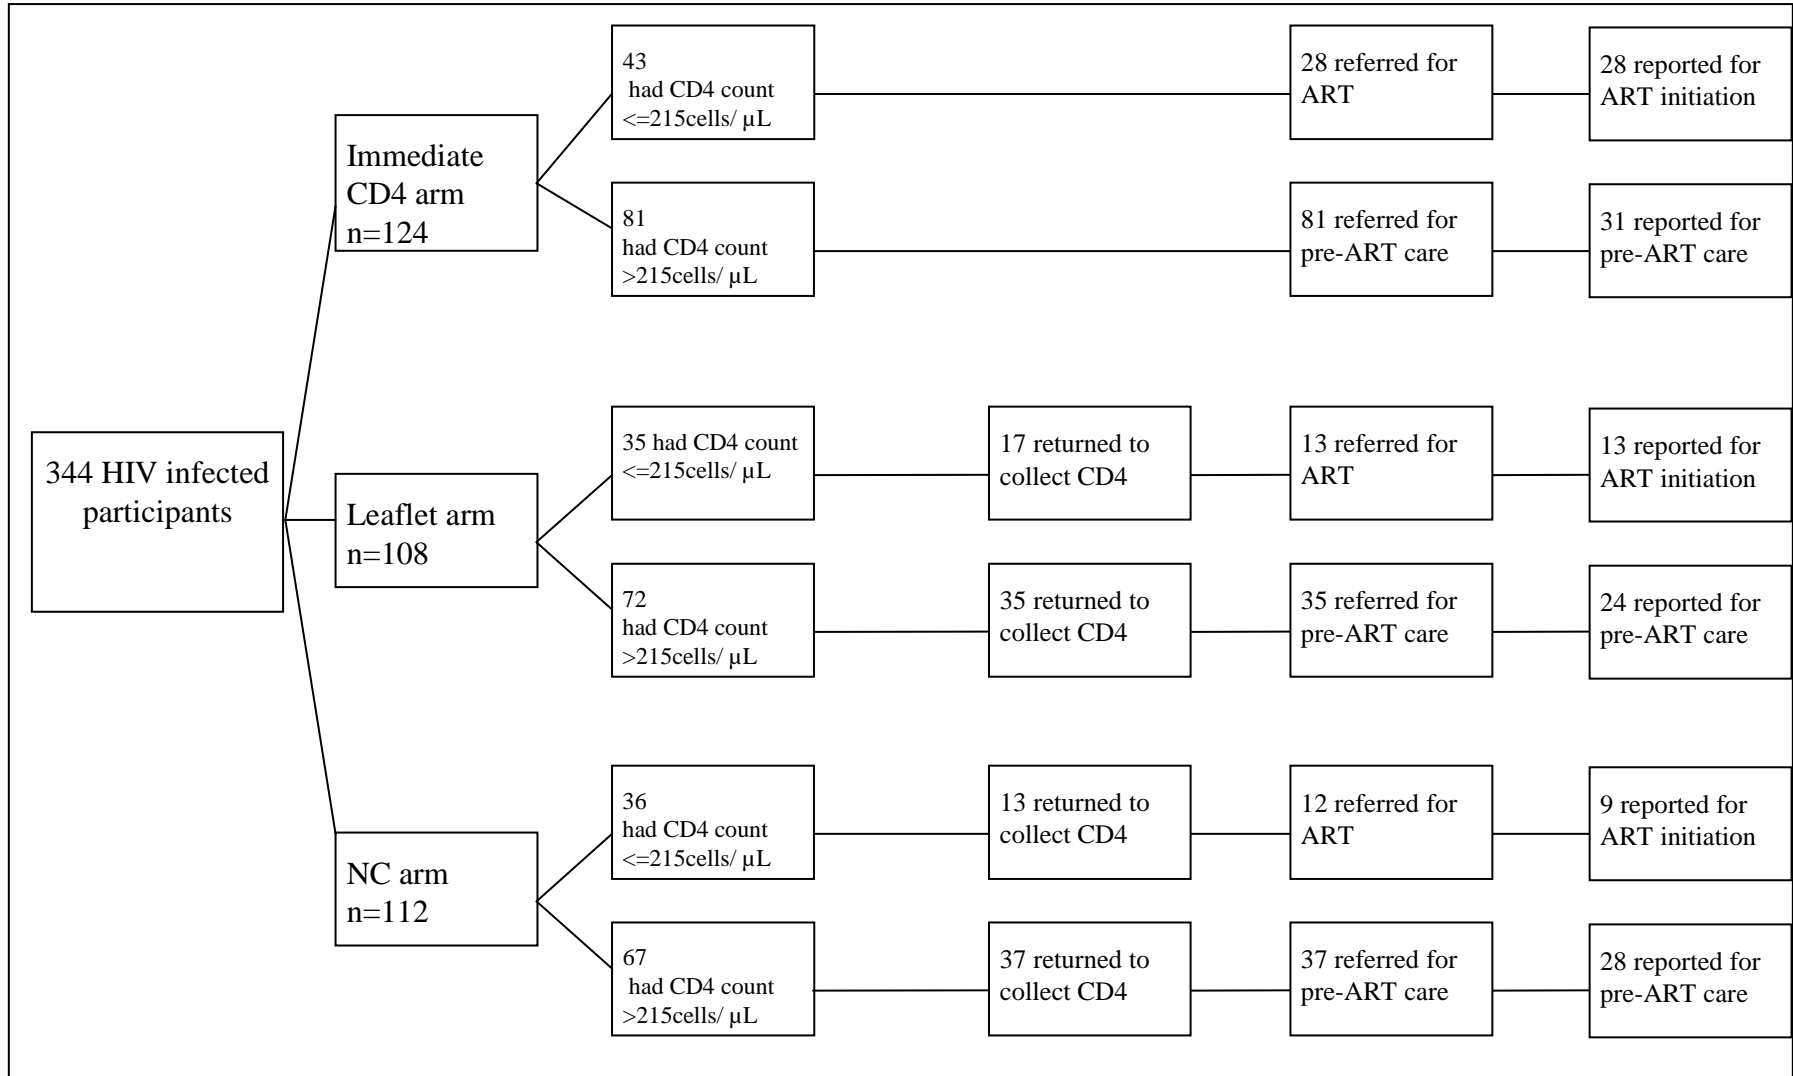 344 HIV infected
participants
Immediate
CD4 arm
n=124
43
had CD4 count
<=215cells/ µL
28 referred for
ART
28 reported for
ART initiation
81
had CD4 count
>215cells/ µL
81 referred for
pre-ART care
31 reported for
pre-ART care
Leaflet arm
n=108
35 had CD4 count
<=215cells/ µL
17 returned to
collect CD4
13 referred for
ART
13 reported for
ART initiation
72
had CD4 count
>215cells/ µL
35 returned to
collect CD4
35 referred for
pre-ART care
24 reported for
pre-ART care
NC arm
n=112
36
had CD4 count
<=215cells/ µL
13 returned to
collect CD4
12 referred for
ART
9 reported for
ART initiation
67
had CD4 count
>215cells/ µL
37 returned to
collect CD4
37 referred for
pre-ART care
28 reported for
pre-ART care